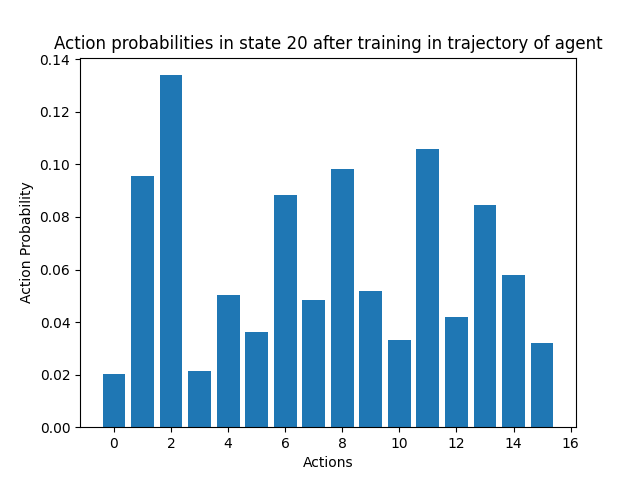 Action probabilities in state 20 after training in trajectory of agent
0.14
0.12
0.10
0.08
0.06
0.04
0.02
0.00
Action Probability
0 2 4 6 8 10 12 14 16
Actions